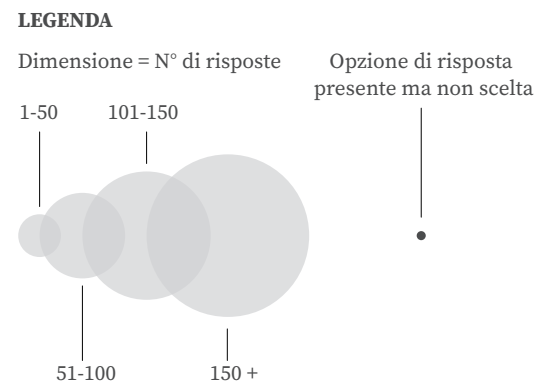 LEGENDA
Dimensione = N° di risposte
Opzione di risposta
presente ma non scelta
1-50
101-150
51-100
150 +